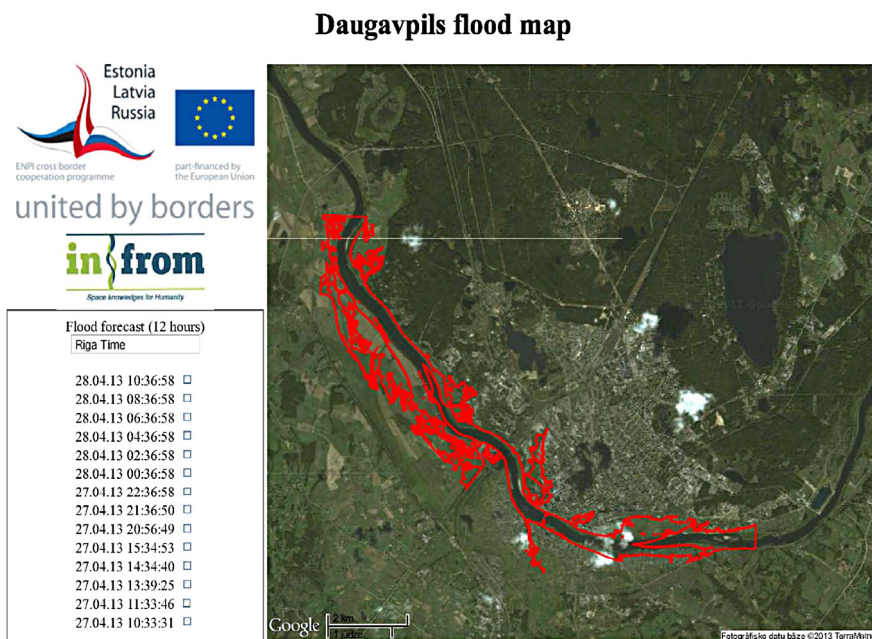 Daugavpils flood map
Estonia
Latvia
Russia
ENPI cross border
cooperation programme
part-financed by
the European Union
united by borders
in from
Space knowledges for Humanity
Flood forecast (12 hours)
Riga Time
28.04.13 10:36:58
28.04.13 08:36:58
28.04.13 06:36:58
28.04.13 04:36:58
28.04.13 02:36:58
28.04.13 00:36:58
27.04.13 22:36:58
27.04.13 21:36:50
27.04.13 20:56:49
27.04.13 15:34:53
27.04.13 14:34:40
27.04.13 13:39:25
27.04.13 11:33:46
27.04.13 10:33:31
Google
2 km
Fotogrāfisko datu bāze ©2013 TerraMetrics